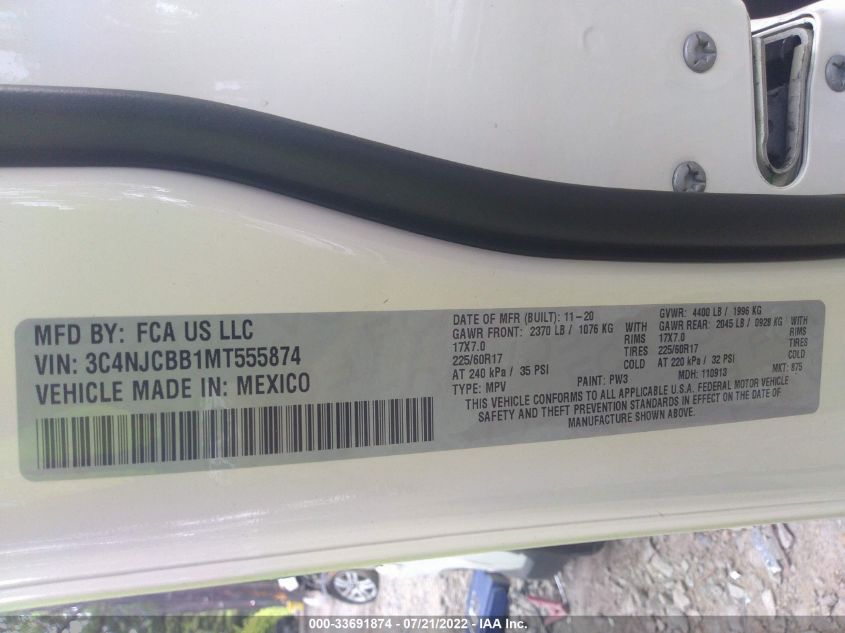 MFD BY: FCA US LLC
VIN: 3C4NJCBB1MT555874
VEHICLE MADE IN: MEXICO
DATE OF MFR (BUILT): 11-20
GVWR: 4400 LB / 1996 KG
GAWR FRONT: 2370 LB / 1076 KG WITH
GAWR REAR: 2045 LB / 0928 KG WITH
17X7.0 RIMS
17X7.0 RIMS
225/60R17 TIRES
225/60R17 TIRES
AT 240 kPa / 35 PSI COLD
AT 220 kPa / 32 PSI COLD
TYPE: MPV PAINT: PW3 MDH: 110913 MKT: 875
THIS VEHICLE CONFORMS TO ALL APPLICABLE U.S.A. FEDERAL MOTOR VEHICLE
SAFETY AND THEFT PREVENTION STANDARDS IN EFFECT ON THE DATE OF
MANUFACTURE SHOWN ABOVE.
000-33691874 - 07/21/2022 - IAA Inc.